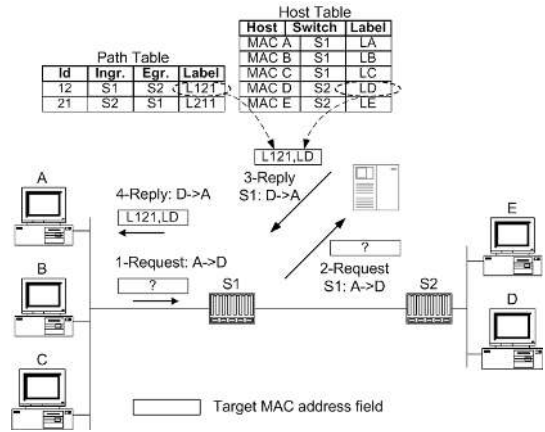 Host Table
Host Switch Label
MAC A S1 LA
MAC B S1 LB
MAC C S1 LC
MAC D S2 LD
MAC E S2 LE
Path Table
Id Ingr. Egr. Label
12 S1 S2 L121
21 S2 S1 L211
L121,LD
3-Reply
S1: D->A
A
4-Reply: D->A
L121,LD
E
?
2-Request
S1: A->D
B
1-Request: A->D
?
S1
S2
D
C
Target MAC address field